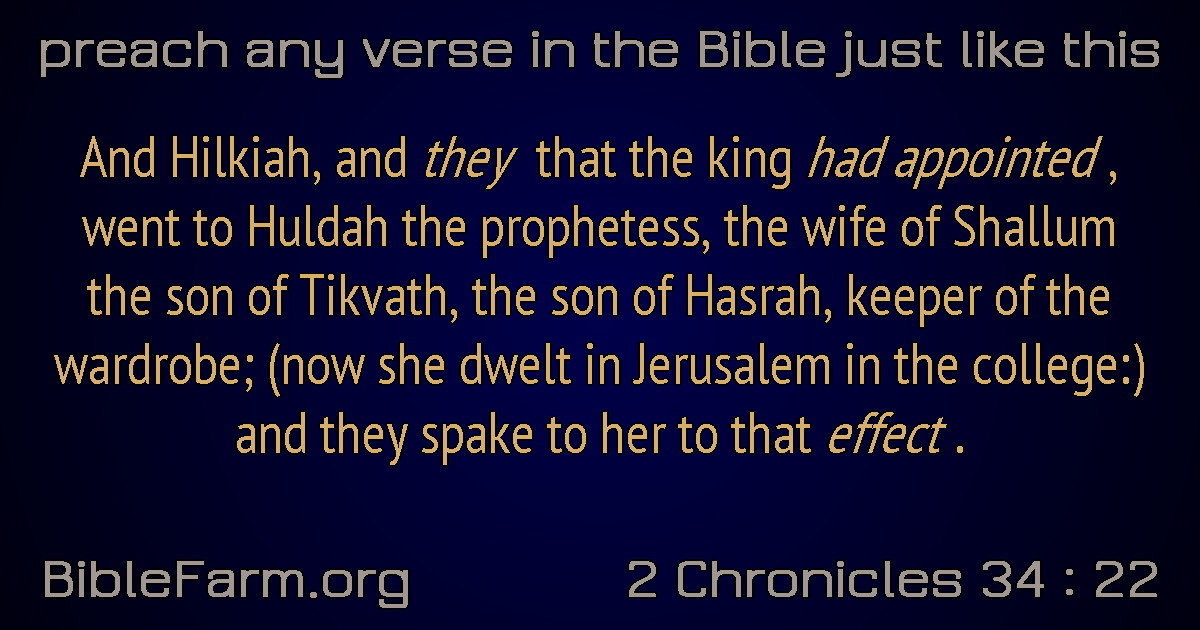 preach any verse in the Bible just like this
And Hilkiah, and they that the king had appointed ,
went to Huldah the prophetess, the wife of Shallum
the son of Tikvath, the son of Hasrah, keeper of the
wardrobe; (now she dwelt in Jerusalem in the college:)
and they spake to her to that effect .
BibleFarm.org
2 Chronicles 34 : 22